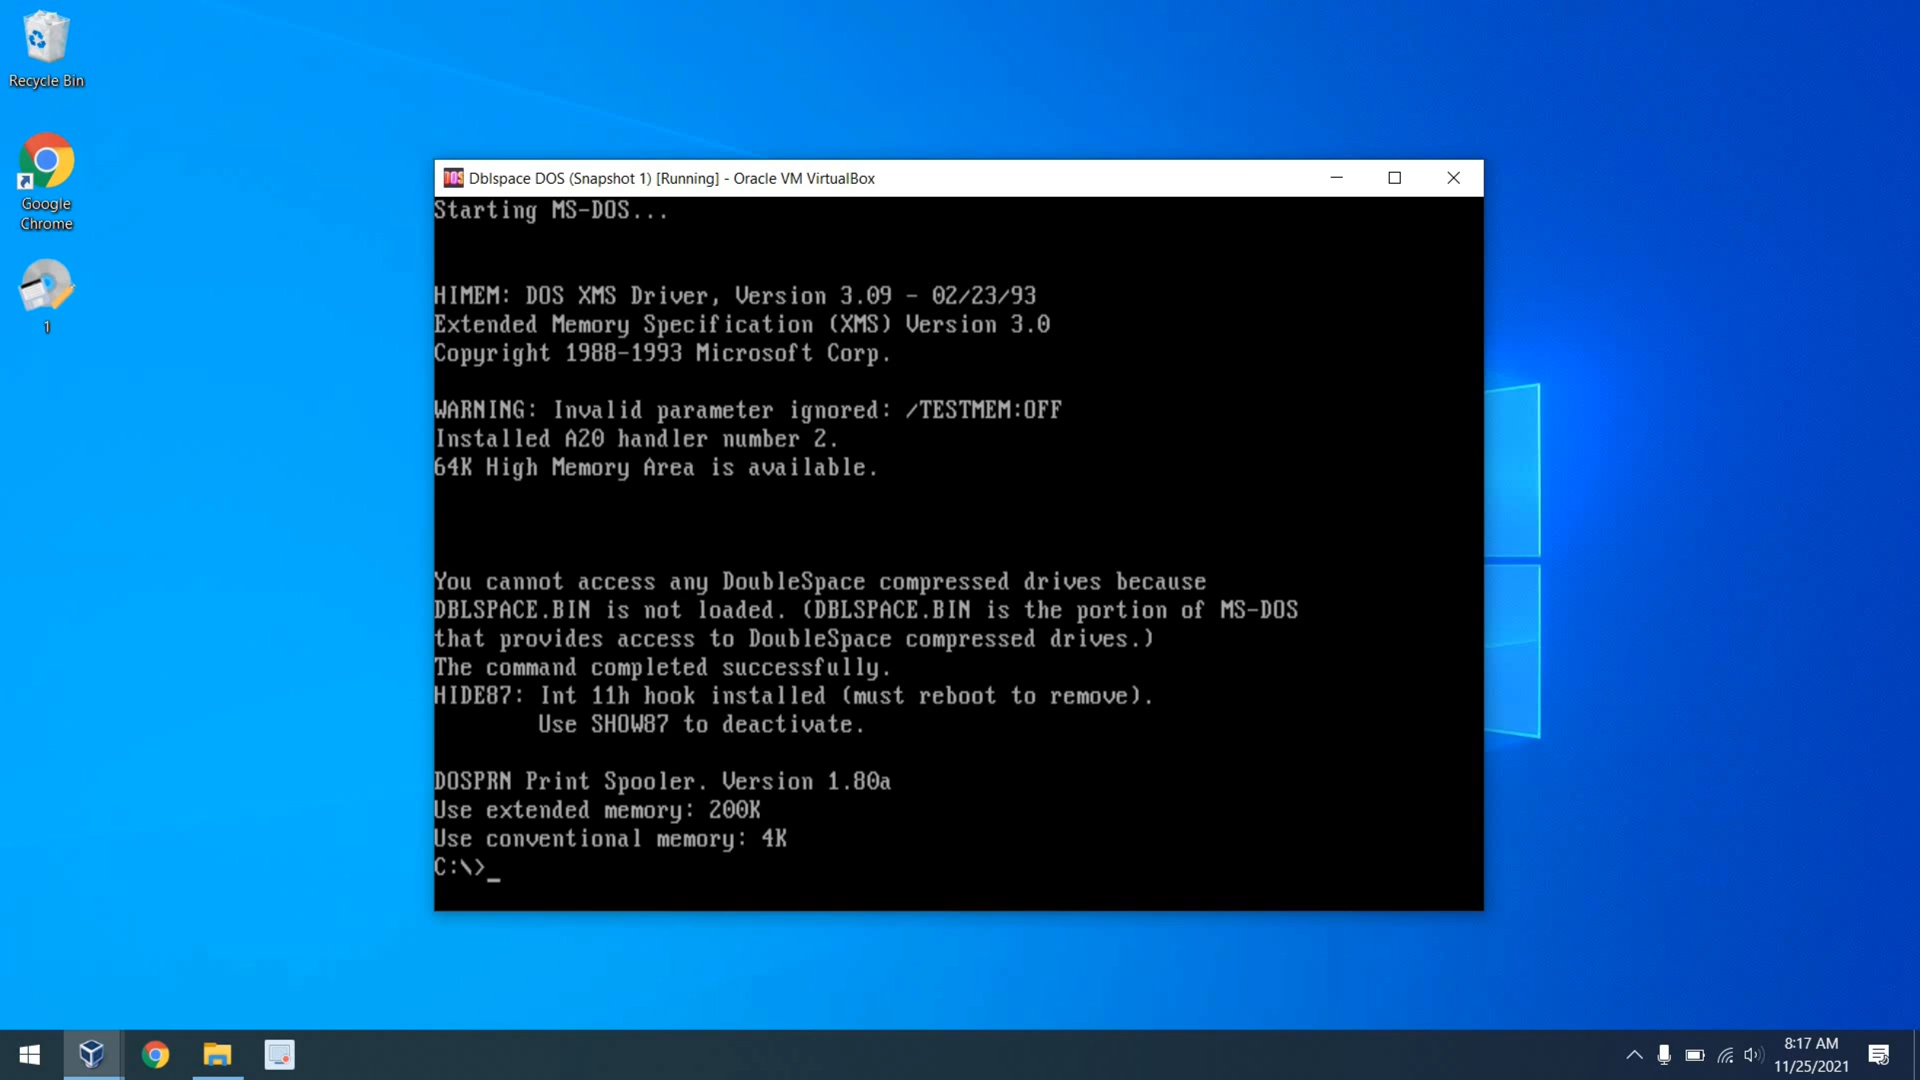 Recycle Bin
Google
Chrome
1
Dblspace DOS (Snapshot 1) [Running] - Oracle VM VirtualBox
Starting MS-DOS...
HIMEM: DOS XMS Driver, Version 3.09 - 02/23/93
Extended Memory Specification (XMS) Version 3.0
Copyright 1988-1993 Microsoft Corp.
WARNING: Invalid parameter ignored: /TESTMEM:OFF
Installed A20 handler number 2.
64K High Memory Area is available.
You cannot access any DoubleSpace compressed drives because
DBLSPACE.BIN is not loaded. (DBLSPACE.BIN is the portion of MS-DOS
that provides access to DoubleSpace compressed drives.)
The command completed successfully.
HIDE87: Int 11h hook installed (must reboot to remove).
Use SHOW87 to deactivate.
DOSPRN Print Spooler. Version 1.80a
Use extended memory: 200K
Use conventional memory: 4K
C:\>_
8:17 AM
11/25/2021